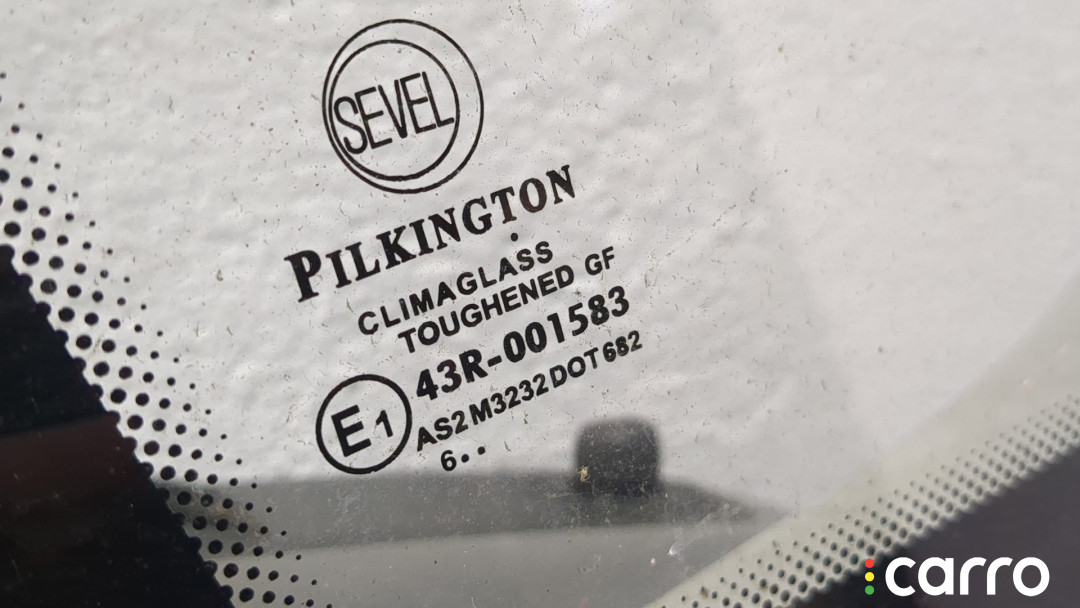 SEVEL
PILKINGTON
CLIMAGLASS
TOUGHENED GF
43R-001583
E1
AS2 M3232 DOT 682
6..
carro